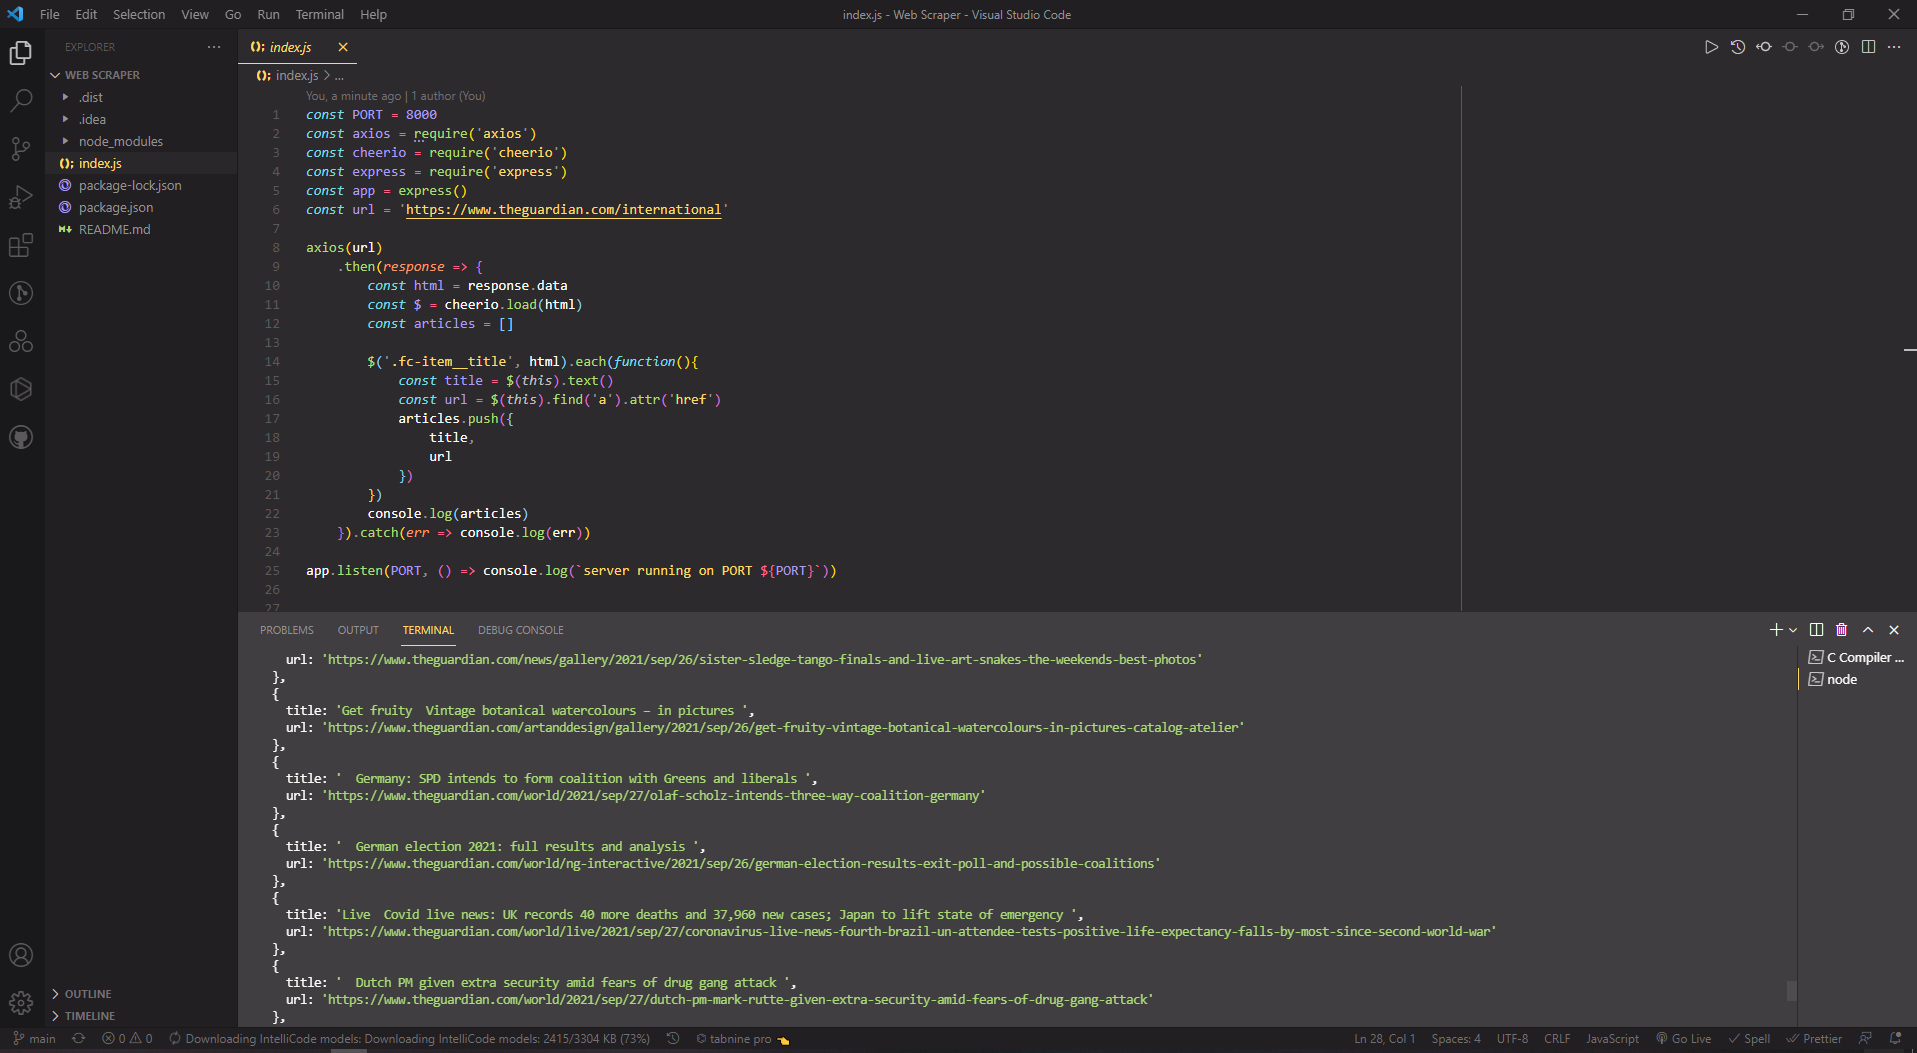 File Edit Selection View Go Run Terminal Help
index.js - Web Scraper - Visual Studio Code
EXPLORER
WEB SCRAPER
.dist
.idea
node_modules
index.js
package-lock.json
package.json
README.md
OUTLINE
TIMELINE
index.js
index.js > ...
You, a minute ago | 1 author (You)
1 const PORT = 8000
2 const axios = require('axios')
3 const cheerio = require('cheerio')
4 const express = require('express')
5 const app = express()
6 const url = 'https://www.theguardian.com/international'
7
8 axios(url)
9 .then(response => {
10 const html = response.data
11 const $ = cheerio.load(html)
12 const articles = []
13
14 $('.fc-item__title', html).each(function(){
15 const title = $(this).text()
16 const url = $(this).find('a').attr('href')
17 articles.push({
18 title,
19 url
20 })
21 })
22 console.log(articles)
23 }).catch(err => console.log(err))
24
25 app.listen(PORT, () => console.log(`server running on PORT ${PORT}`))
26
27
PROBLEMS OUTPUT TERMINAL DEBUG CONSOLE
url: 'https://www.theguardian.com/news/gallery/2021/sep/26/sister-sledge-tango-finals-and-live-art-snakes-the-weekends-best-photos'
},
{
title: 'Get fruity  Vintage botanical watercolours – in pictures ',
url: 'https://www.theguardian.com/artanddesign/gallery/2021/sep/26/get-fruity-vintage-botanical-watercolours-in-pictures-catalog-atelier'
},
{
title: '  Germany: SPD intends to form coalition with Greens and liberals ',
url: 'https://www.theguardian.com/world/2021/sep/27/olaf-scholz-intends-three-way-coalition-germany'
},
{
title: '  German election 2021: full results and analysis ',
url: 'https://www.theguardian.com/world/ng-interactive/2021/sep/26/german-election-results-exit-poll-and-possible-coalitions'
},
{
title: 'Live  Covid live news: UK records 40 more deaths and 37,960 new cases; Japan to lift state of emergency ',
url: 'https://www.theguardian.com/world/live/2021/sep/27/coronavirus-live-news-fourth-brazil-un-attendee-tests-positive-life-expectancy-falls-by-most-since-second-world-war'
},
{
title: '  Dutch PM given extra security amid fears of drug gang attack ',
url: 'https://www.theguardian.com/world/2021/sep/27/dutch-pm-mark-rutte-given-extra-security-amid-fears-of-drug-gang-attack'
},
C Compiler ...
node
main 0 0 Downloading IntelliCode models: Downloading IntelliCode models: 2415/3304 KB (73%) tabnine pro Ln 28, Col 1 Spaces: 4 UTF-8 CRLF JavaScript Go Live Spell Prettier